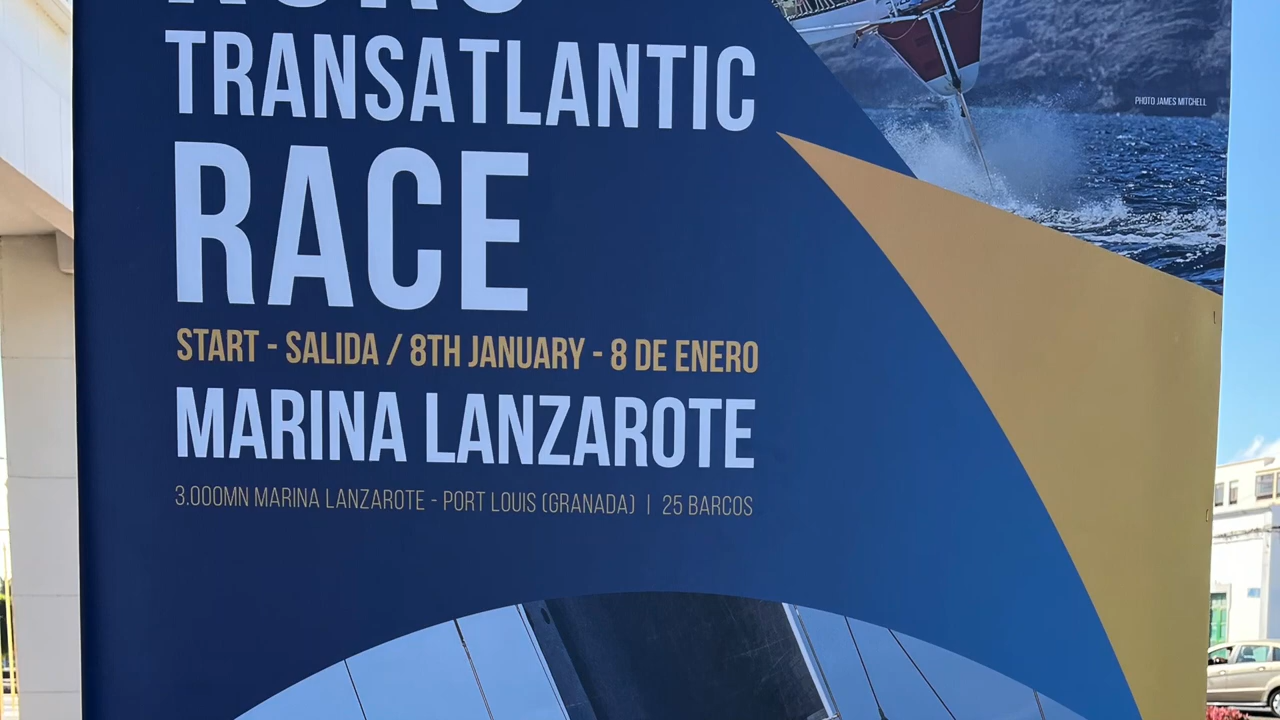 TRANSATLANTIC
RACE
START - SALIDA / 8TH JANUARY - 8 DE ENERO
MARINA LANZAROTE
3.000MN MARINA LANZAROTE - PORT LOUIS (GRANADA) | 25 BARCOS
PHOTO JAMES MITCHELL